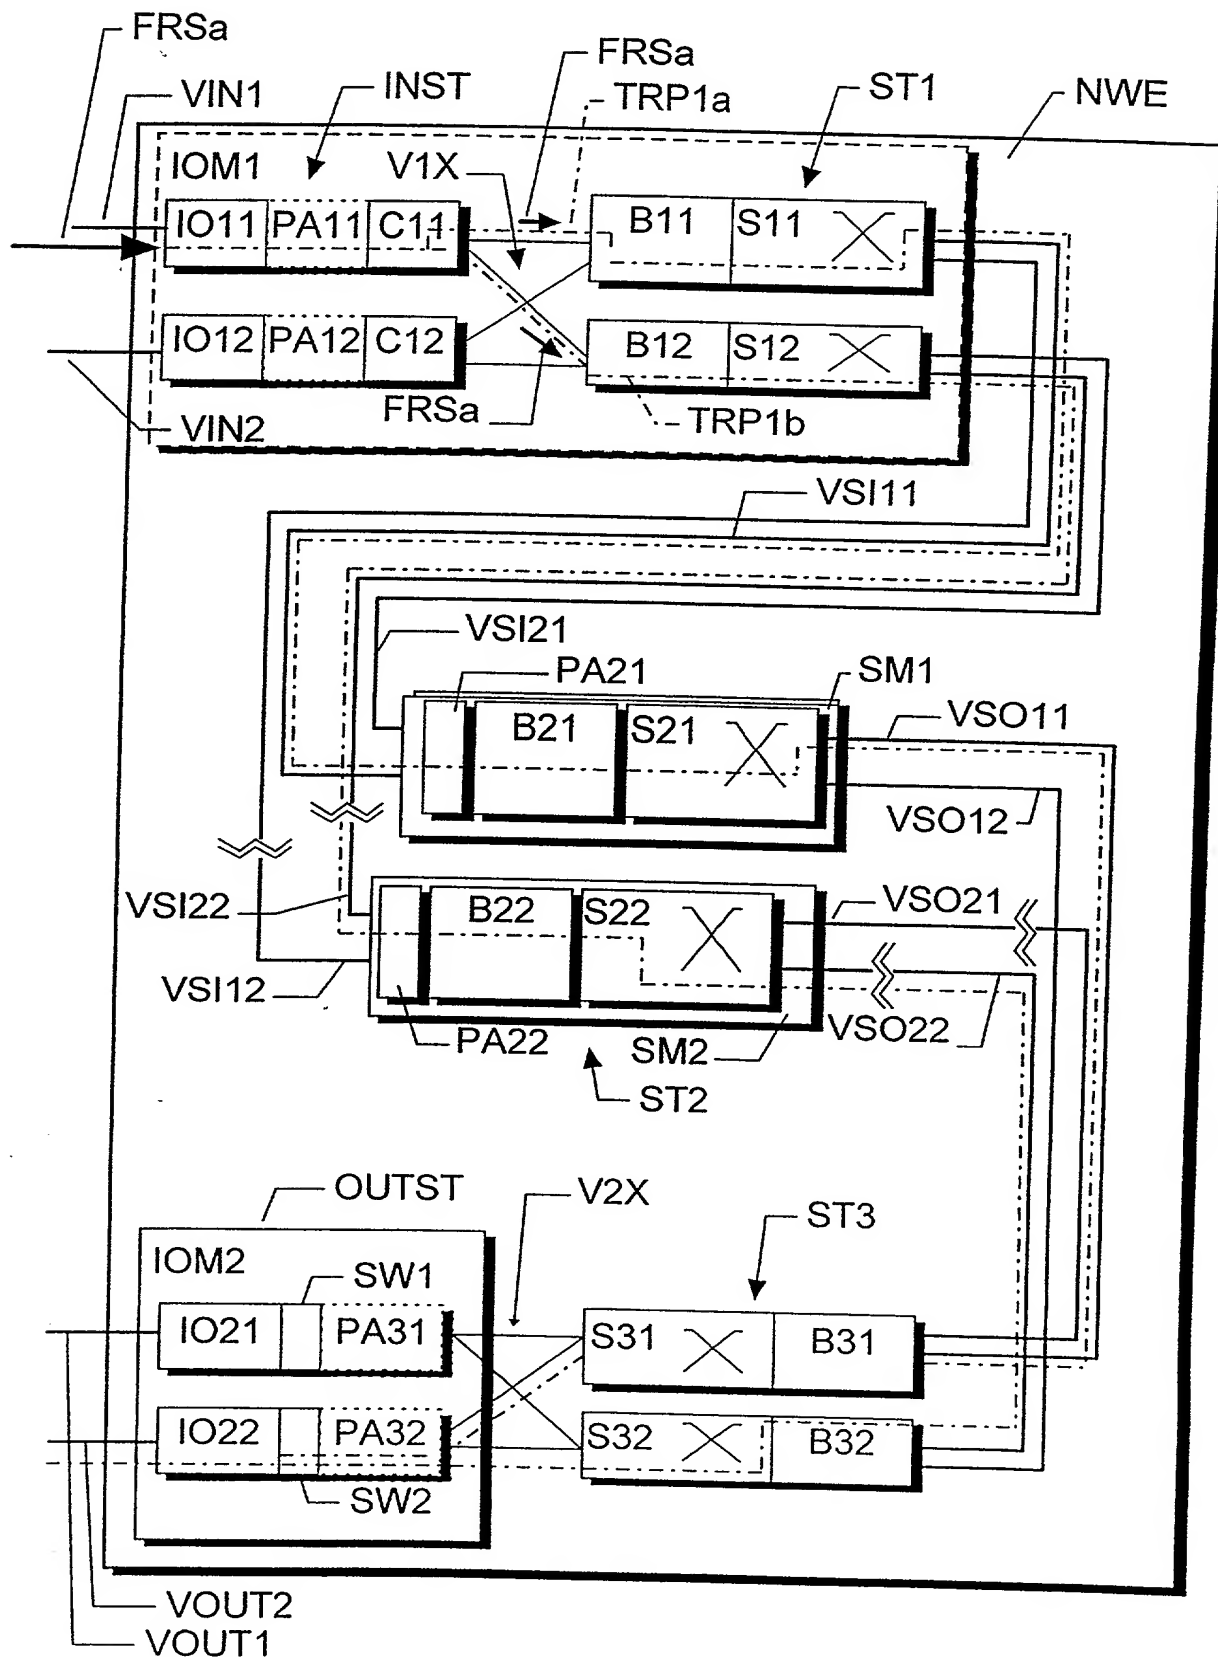 FRSa
FRSa
VIN1
INST
TRP1a
ST1
NWE
IOM1
V1X
IO11 PA11 C11
B11 S11
IO12 PA12 C12
B12 S12
FRSa
TRP1b
VIN2
VSI11
VSI21
PA21
SM1
VSO11
B21 S21
VSO12
VSI22
B22 S22
VSO21
VSI12
PA22
SM2
VSO22
ST2
OUTST
V2X
ST3
IOM2
SW1
IO21 PA31
S31 B31
IO22 PA32
S32 B32
SW2
VOUT2
VOUT1